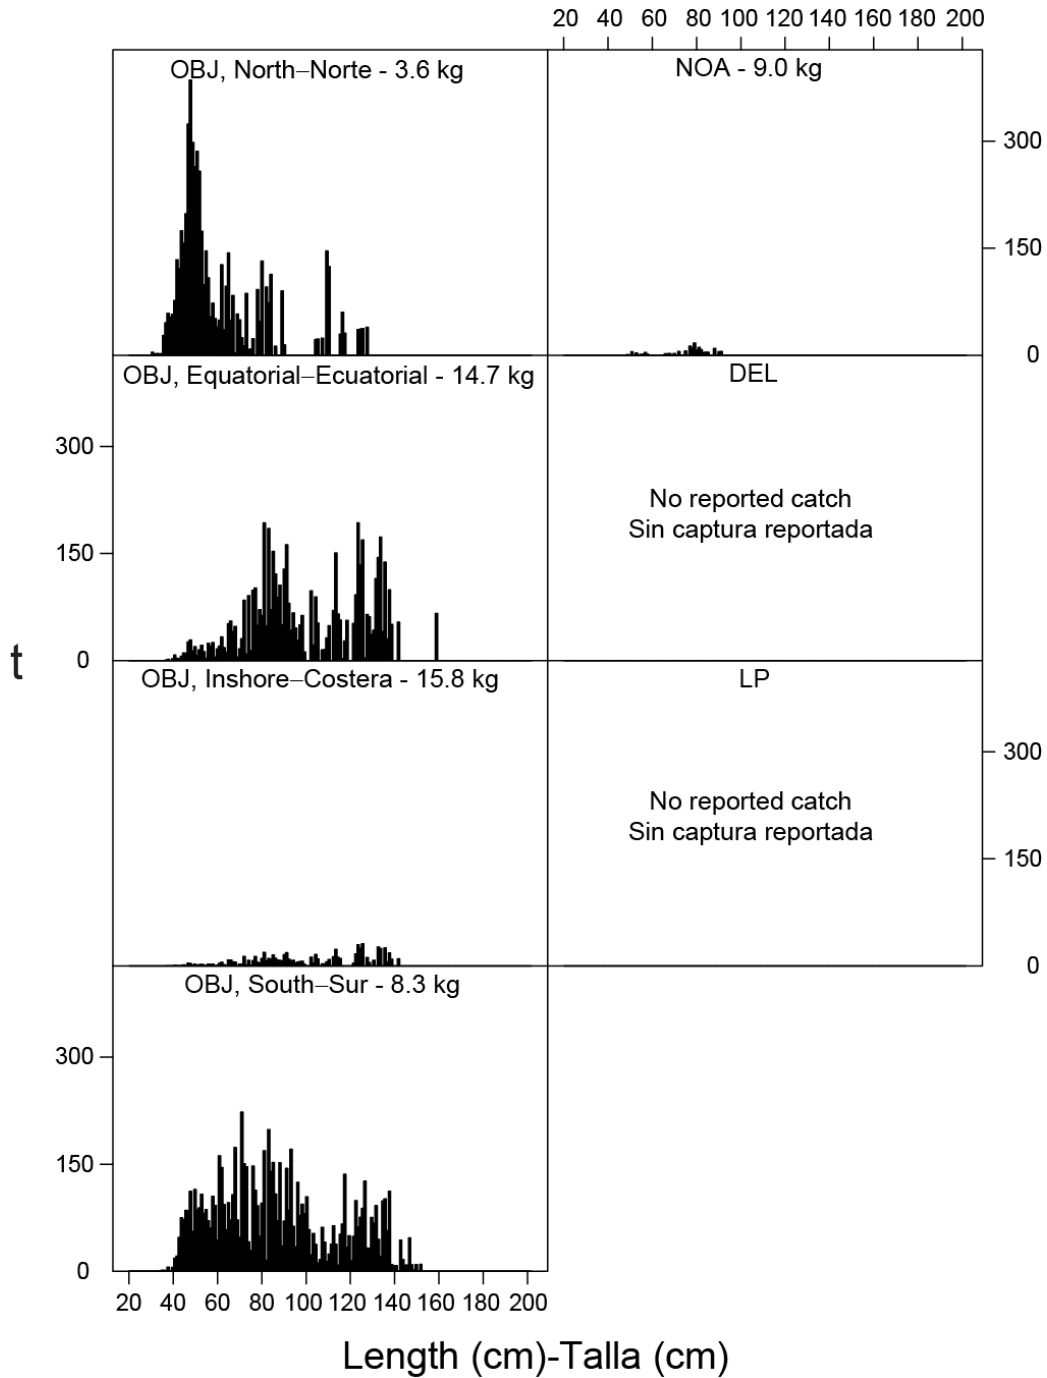 20 40 60 80 100 120 140 160 180 200
OBJ, North–Norte - 3.6 kg
NOA - 9.0 kg
300
150
0
OBJ, Equatorial–Ecuatorial - 14.7 kg
DEL
300
150
0
No reported catch
Sin captura reportada
t
OBJ, Inshore–Costera - 15.8 kg
LP
No reported catch
Sin captura reportada
300
150
0
OBJ, South–Sur - 8.3 kg
300
150
0
20 40 60 80 100 120 140 160 180 200
Length (cm)-Talla (cm)